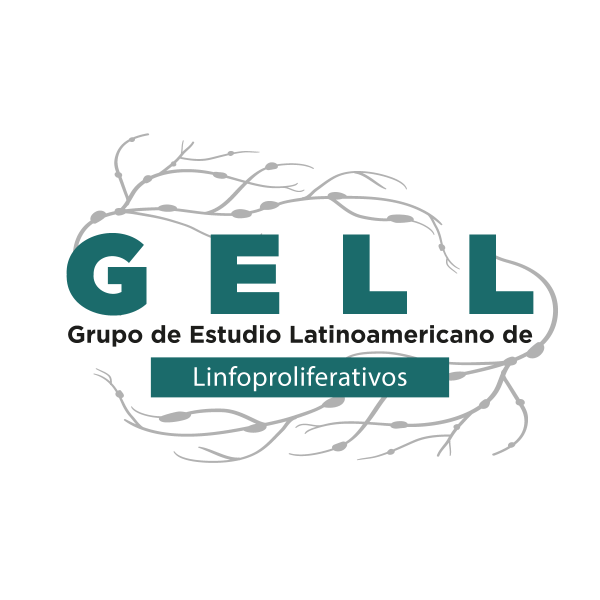 GELL
Grupo de Estudio Latinoamericano de
Linfoproliferativos